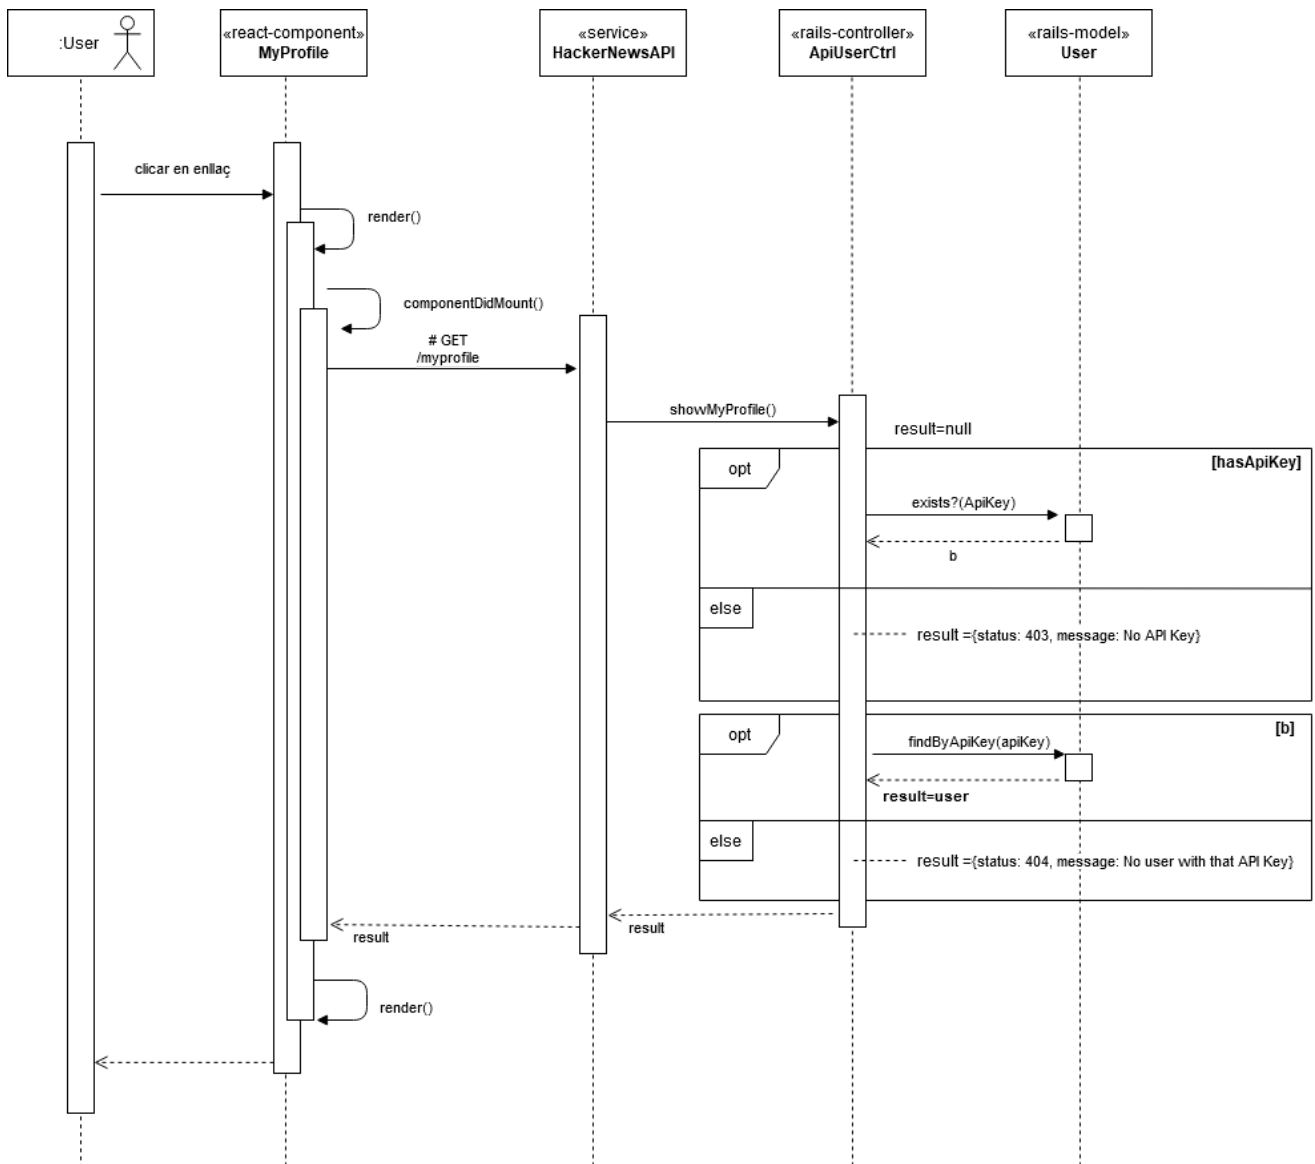 :User
«react-component»
MyProfile
«service»
HackerNewsAPI
«rails-controller»
ApiUserCtrl
«rails-model»
User
clicar en enllaç
render()
componentDidMount()
# GET
/myprofile
showMyProfile()
result=null
opt
[hasApiKey]
exists?(ApiKey)
b
else
result ={status: 403, message: No API Key}
opt
[b]
findByApiKey(apiKey)
result=user
else
result ={status: 404, message: No user with that API Key}
result
result
render()